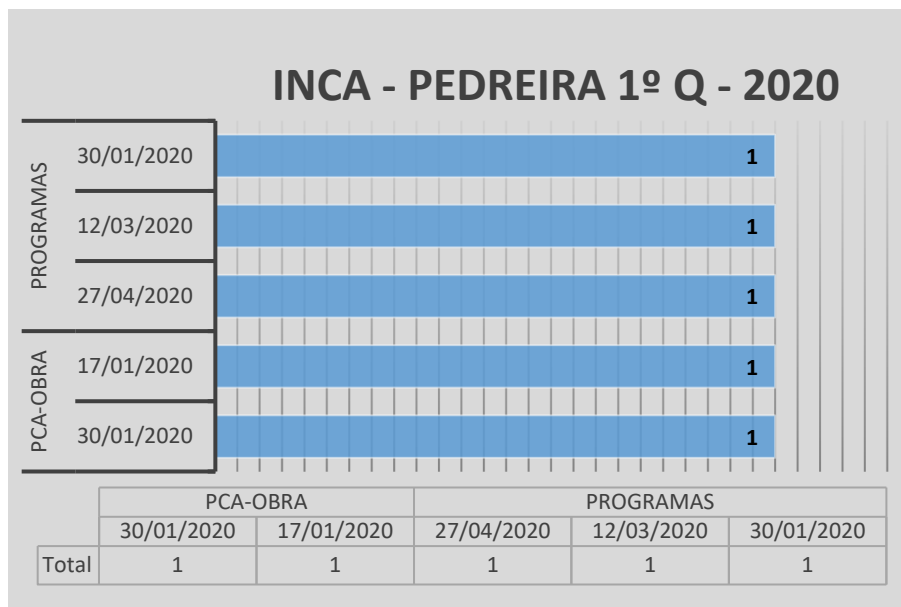 INCA - PEDREIRA 1º Q - 2020
PROGRAMAS
30/01/2020 1
12/03/2020 1
27/04/2020 1
PCA-OBRA
17/01/2020 1
30/01/2020 1
PCA-OBRA PROGRAMAS
30/01/2020 17/01/2020 27/04/2020 12/03/2020 30/01/2020
Total 1 1 1 1 1